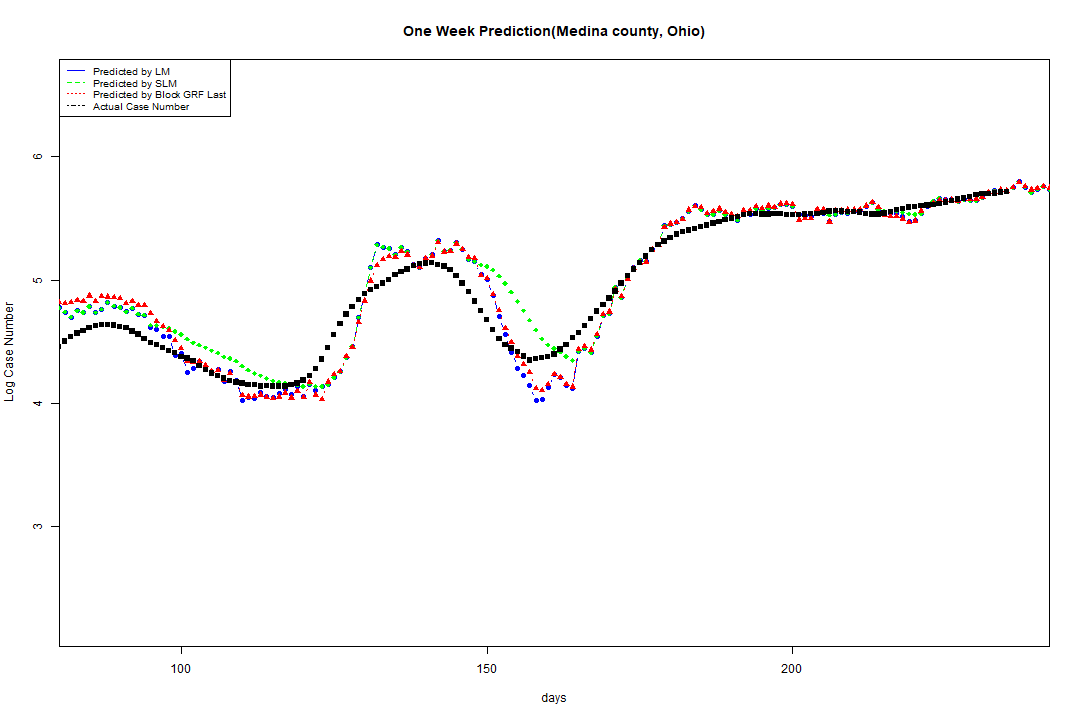 One Week Prediction(Medina county, Ohio)
Predicted by LM
Predicted by SLM
Predicted by Block GRF Last
Actual Case Number
6
5
4
3
Log Case Number
100 150 200
days